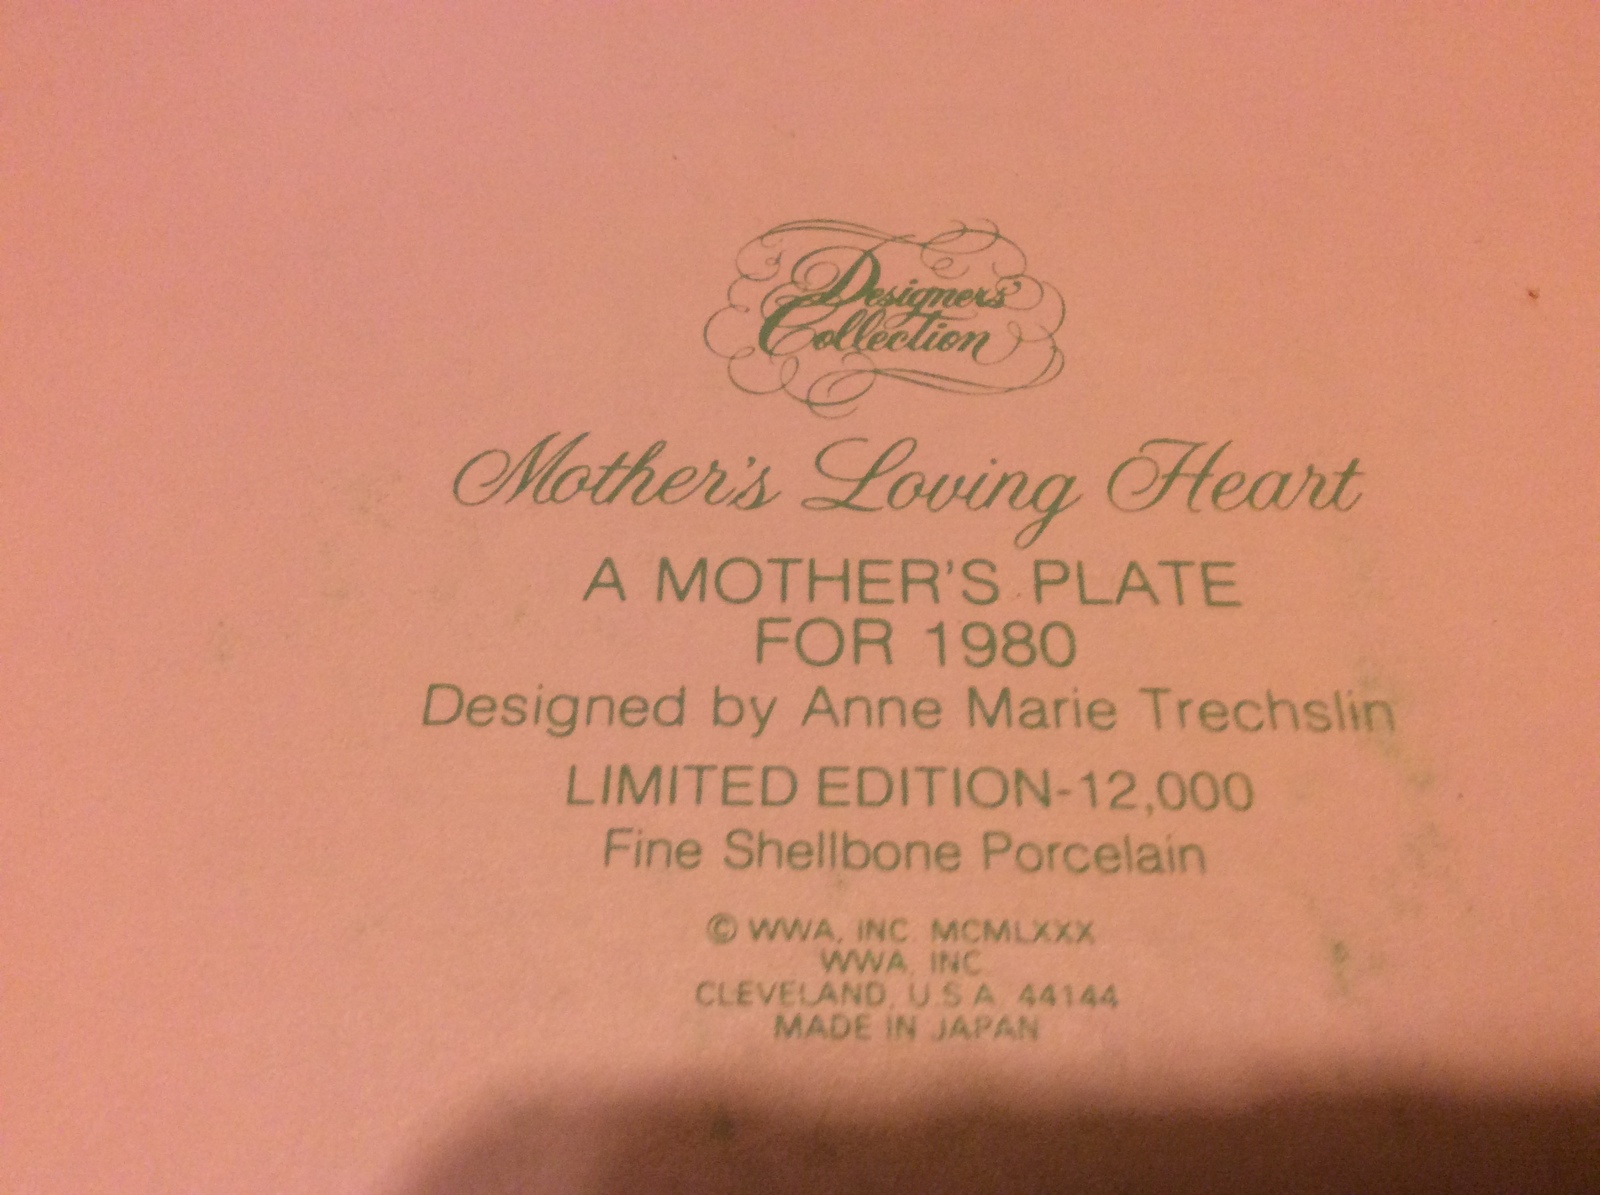 Designers'
Collection
Mother's Loving Heart
A MOTHER'S PLATE
FOR 1980
Designed by Anne Marie Trechslin
LIMITED EDITION-12,000
Fine Shellbone Porcelain
© WWA, INC. MCMLXXX
WWA, INC.
CLEVELAND, U.S.A. 44144
MADE IN JAPAN